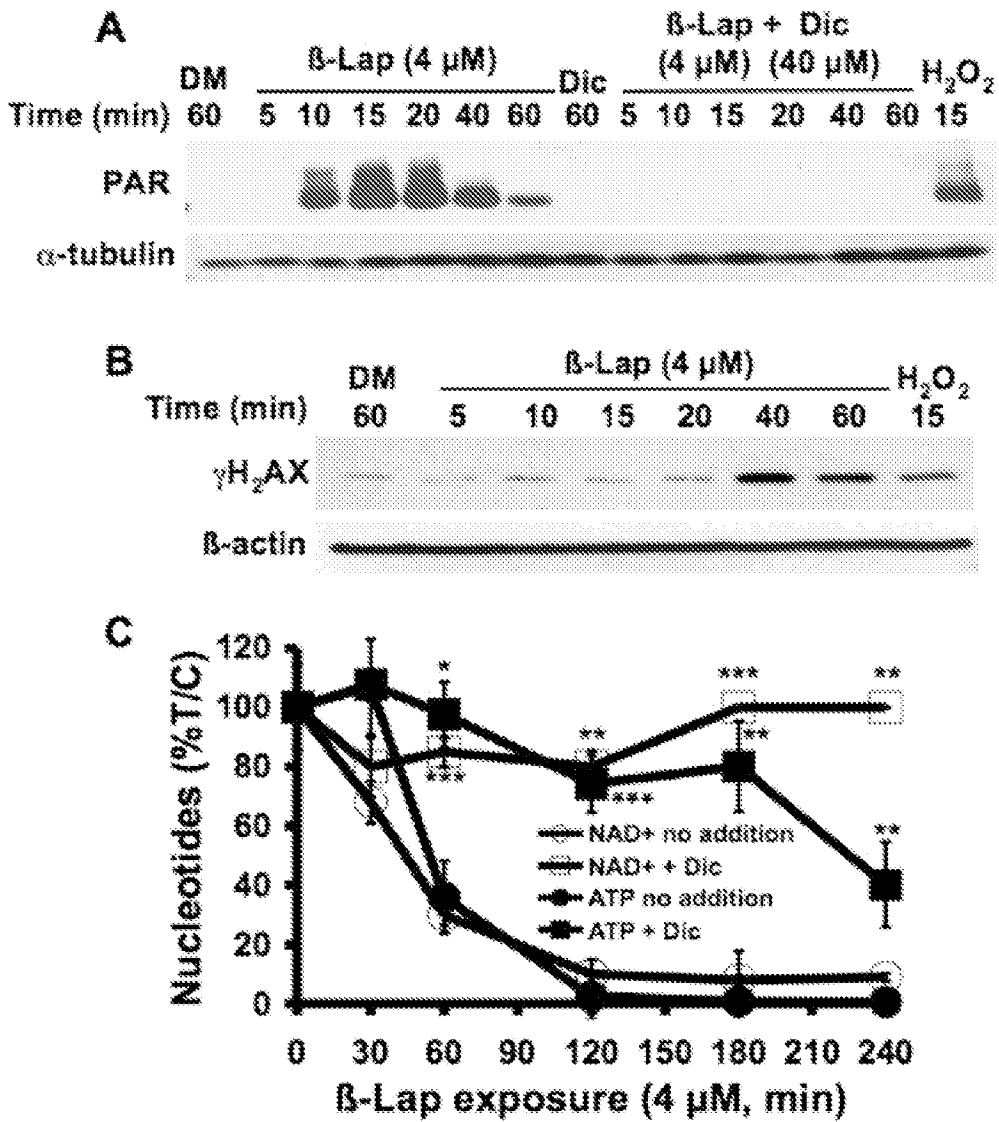 A
ß-Lap (4 µM)
ß-Lap + Dic
(4 µM) (40 µM)
DM
Dic
H2O2
Time (min) 60 5 10 15 20 40 60 60 5 10 15 20 40 60 15
PAR
α-tubulin
B
ß-Lap (4 µM)
DM
H2O2
Time (min) 60 5 10 15 20 40 60 15
γH2AX
ß-actin
C
Nucleotides (%T/C)
120
100
80
60
40
20
0
*
***
**
***
***
**
**
**
NAD+ no addition
NAD+ + Dic
ATP no addition
ATP + Dic
0 30 60 90 120 150 180 210 240
ß-Lap exposure (4 µM, min)